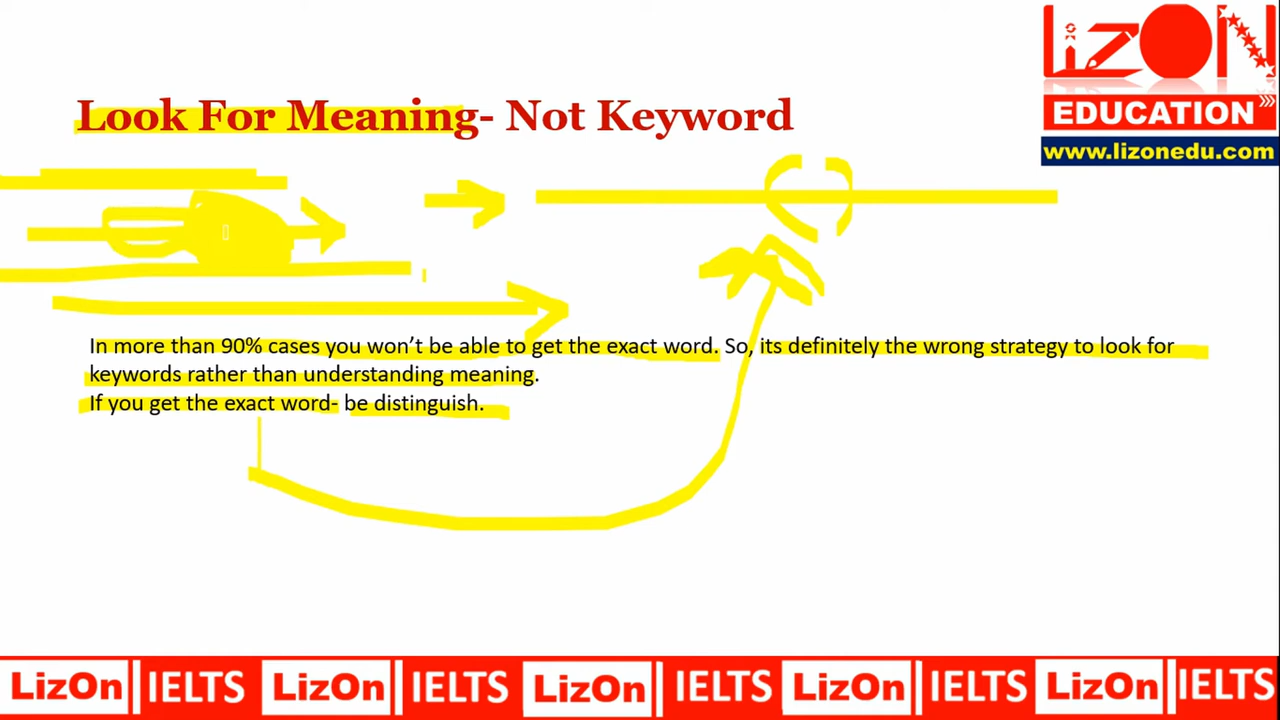 LizON
EDUCATION
www.lizonedu.com
Look For Meaning- Not Keyword
In more than 90% cases you won't be able to get the exact word. So, its definitely the wrong strategy to look for
keywords rather than understanding meaning.
If you get the exact word- be distinguish.
LizOn IELTS LizOn IELTS LizOn IELTS LizOn IELTS LizOn IELTS